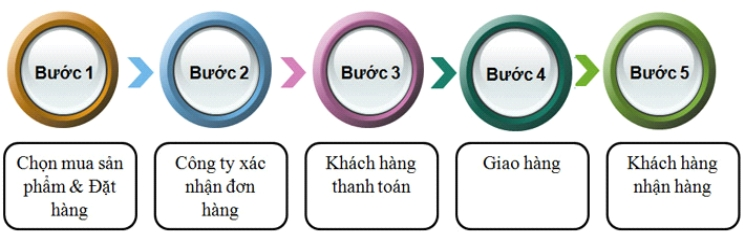 Bước 1
Bước 2
Bước 3
Bước 4
Bước 5
Chọn mua sản
phẩm & Đặt
hàng
Công ty xác
nhận đơn
hàng
Khách hàng
thanh toán
Giao hàng
Khách hàng
nhận hàng